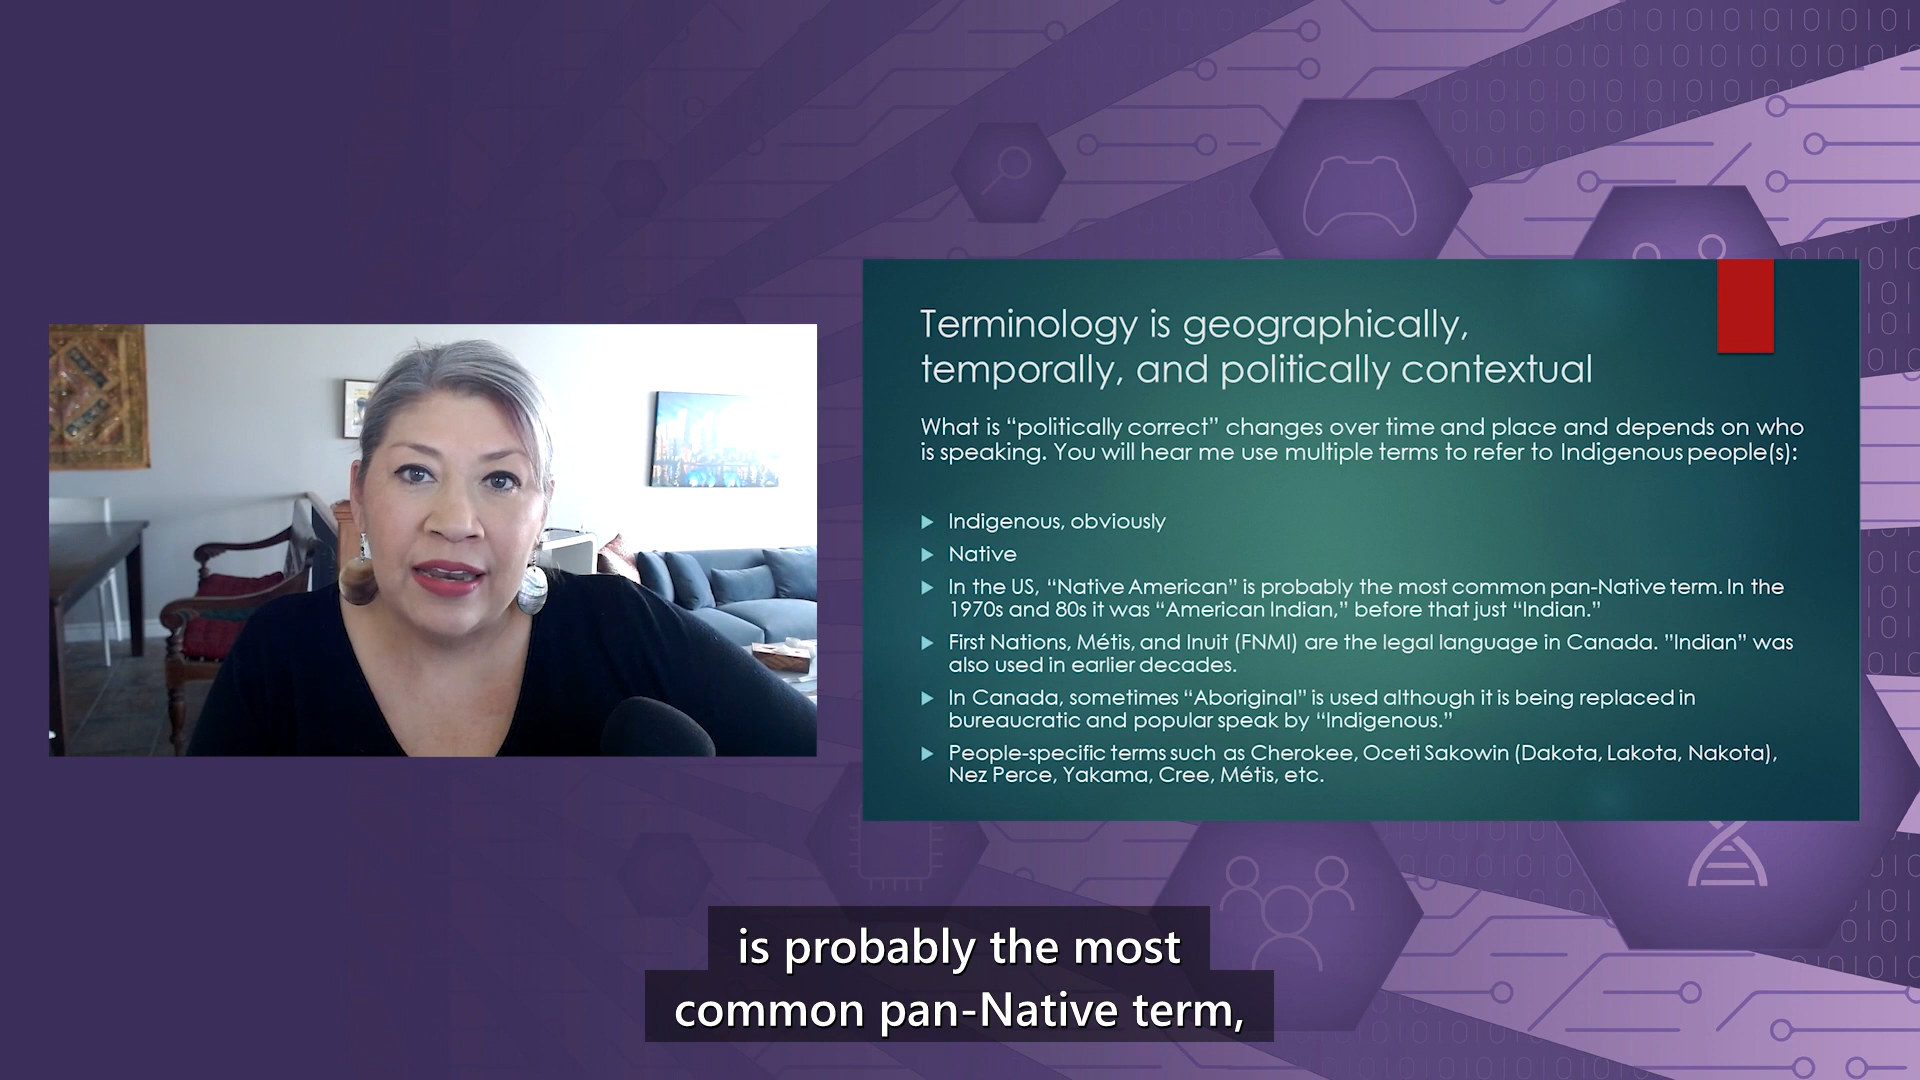 Terminology is geographically,
temporally, and politically contextual
What is “politically correct” changes over time and place and depends on who
is speaking. You will hear me use multiple terms to refer to Indigenous people(s):
Indigenous, obviously
Native
In the US, “Native American” is probably the most common pan-Native term. In the
1970s and 80s it was “American Indian,” before that just “Indian.”
First Nations, Métis, and Inuit (FNMI) are the legal language in Canada. ”Indian” was
also used in earlier decades.
In Canada, sometimes “Aboriginal” is used although it is being replaced in
bureaucratic and popular speak by “Indigenous.”
People-specific terms such as Cherokee, Oceti Sakowin (Dakota, Lakota, Nakota),
Nez Perce, Yakama, Cree, Métis, etc.
is probably the most
common pan-Native term,